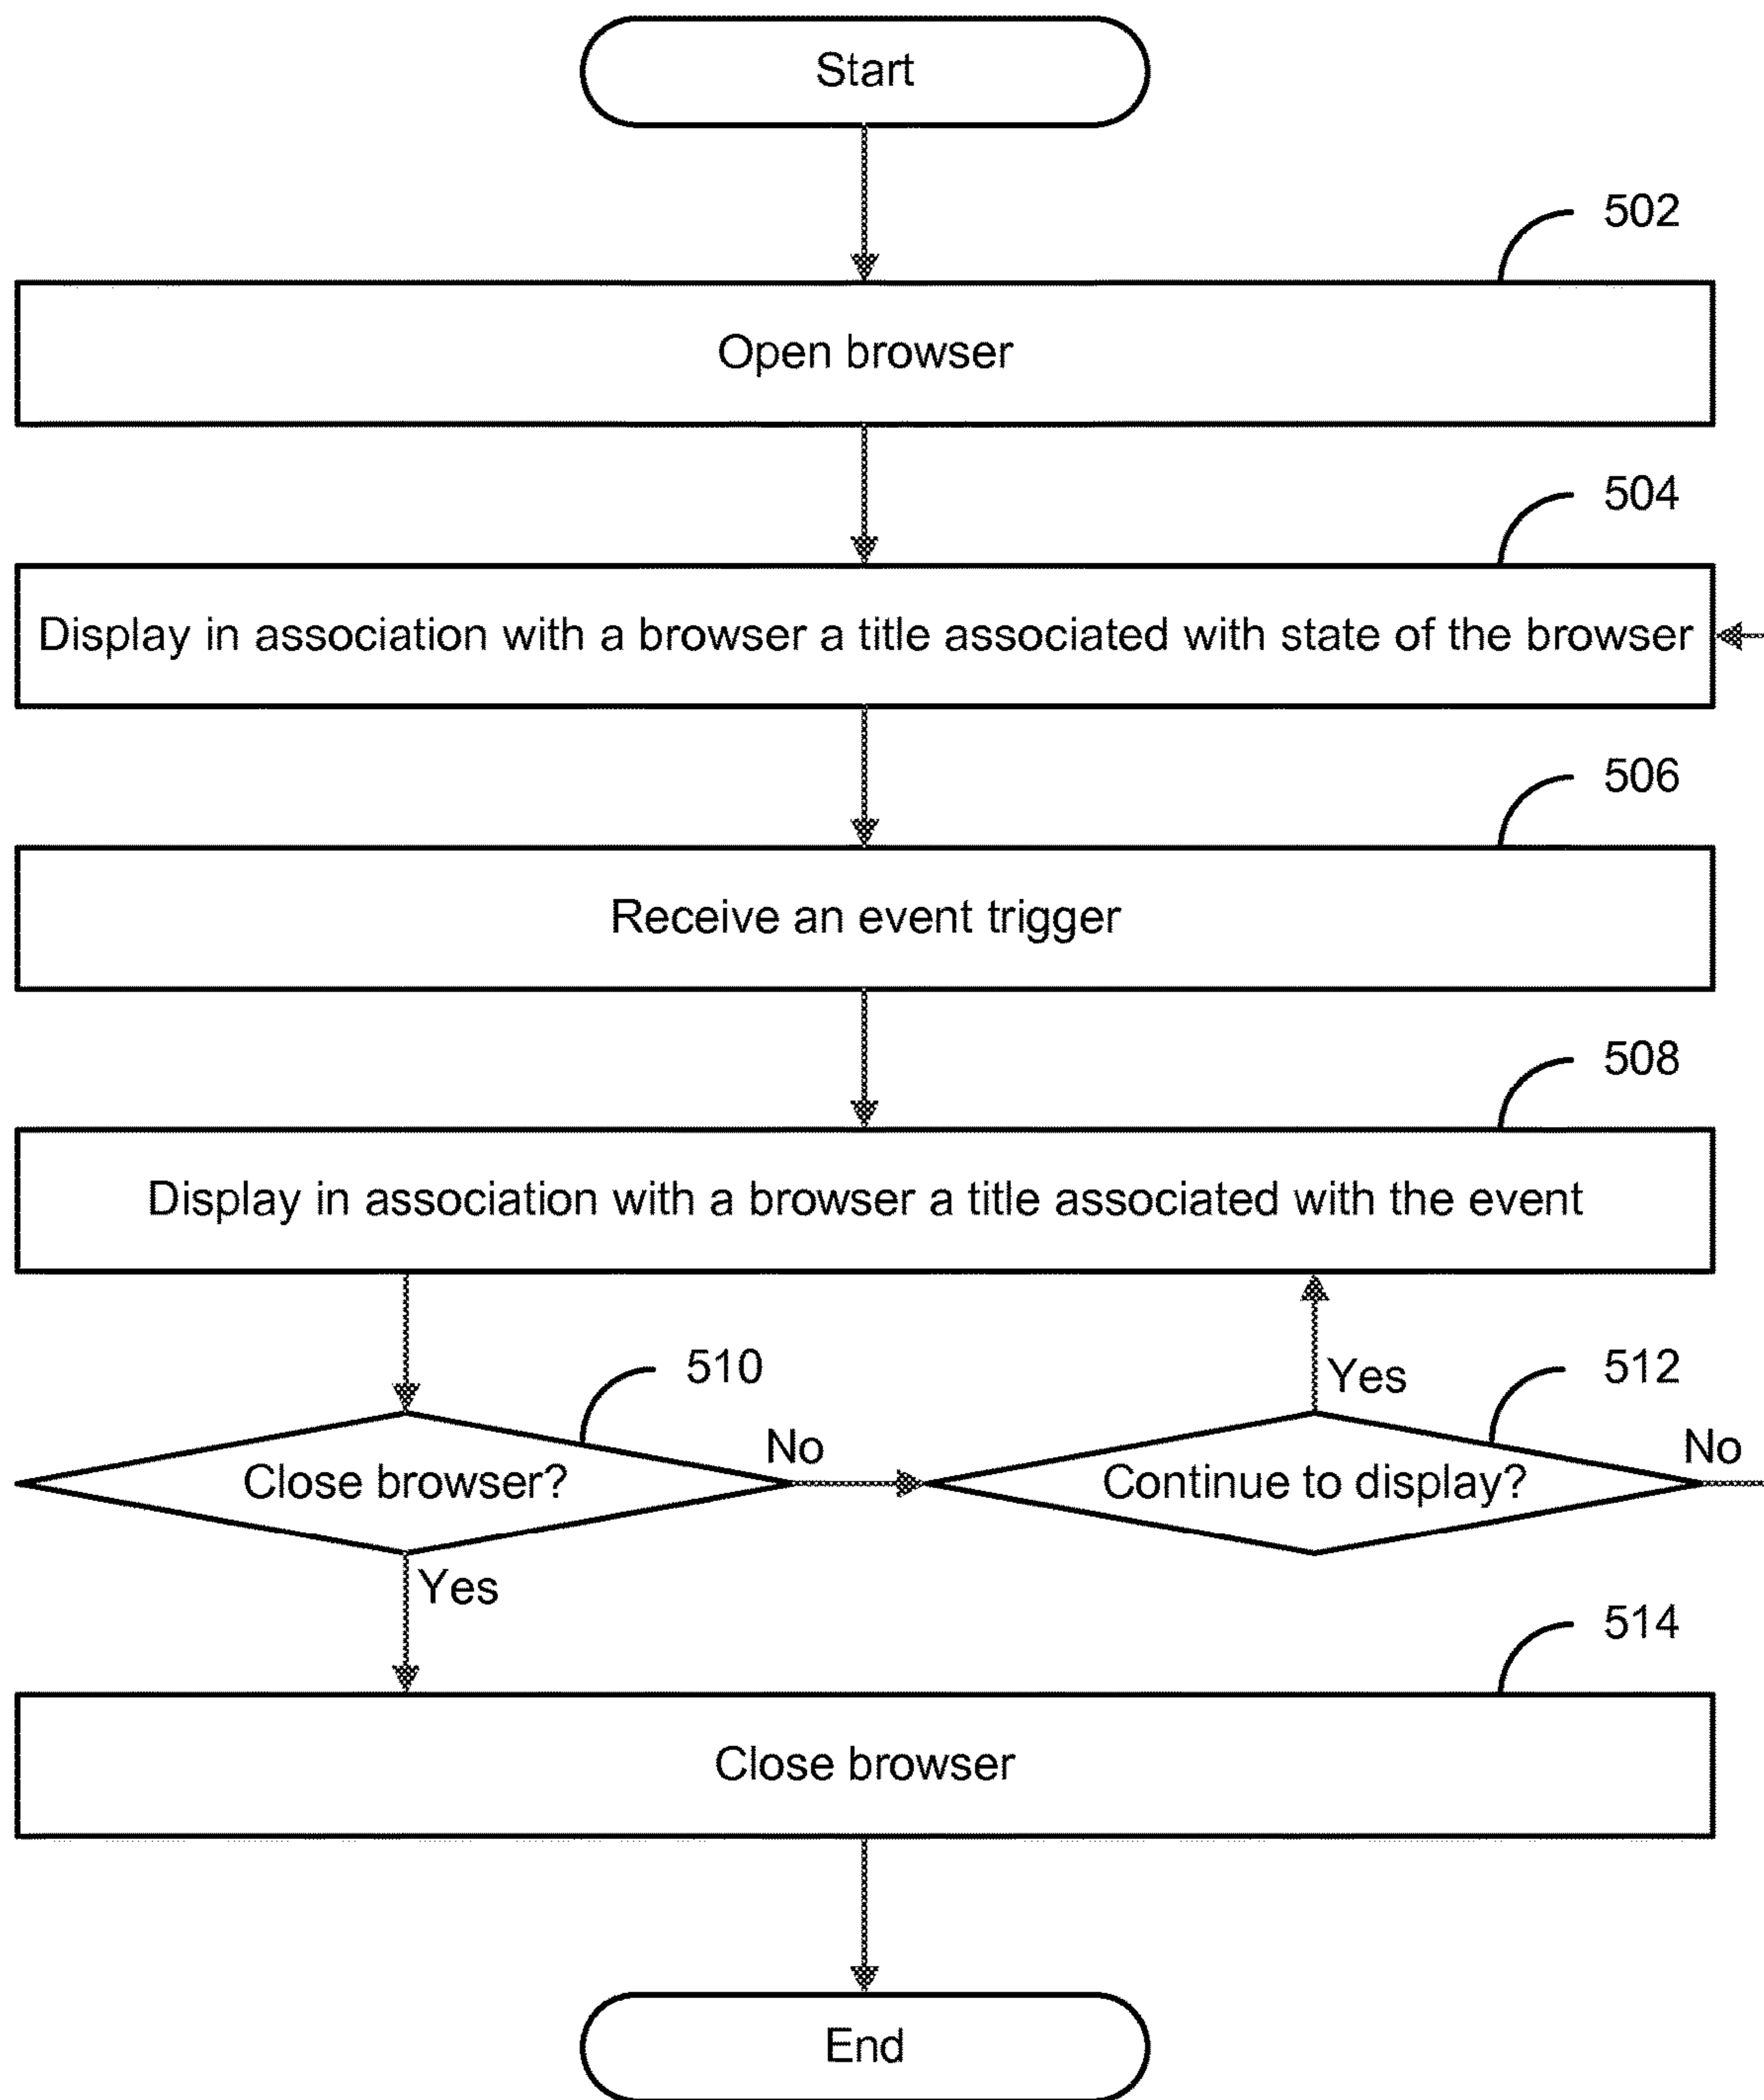 Start
502
Open browser
504
Display in association with a browser a title associated with state of the browser
506
Receive an event trigger
508
Display in association with a browser a title associated with the event
510
Yes
512
No
No
Close browser?
Continue to display?
Yes
514
Close browser
End